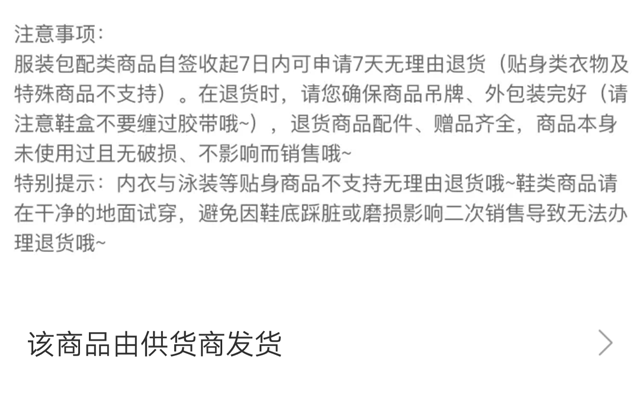 注意事项：
服装包配类商品自签收起7日内可申请7天无理由退货（贴身类衣物及
特殊商品不支持）。在退货时，请您确保商品吊牌、外包装完好（请
注意鞋盒不要缠过胶带哦~），退货商品配件、赠品齐全，商品本身
未使用过且无破损、不影响而销售哦~
特别提示：内衣与泳装等贴身商品不支持无理由退货哦~鞋类商品请
在干净的地面试穿，避免因鞋底踩脏或磨损影响二次销售导致无法办
理退货哦~
该商品由供货商发货